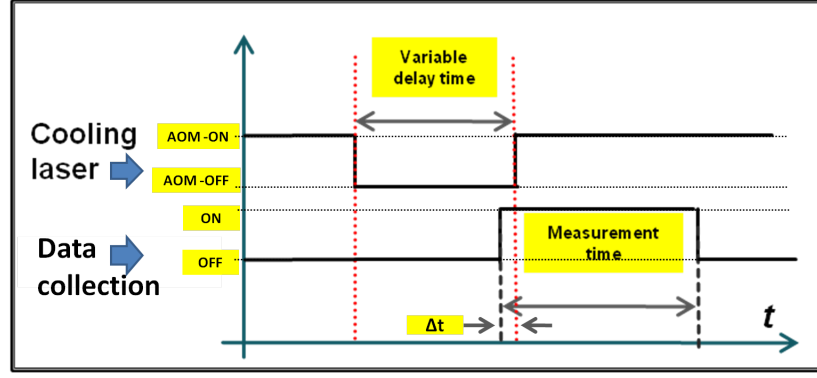 Variable
delay time
Cooling
laser
AOM -ON
AOM -OFF
ON
Data
collection
OFF
Measurement
time
Δt
t